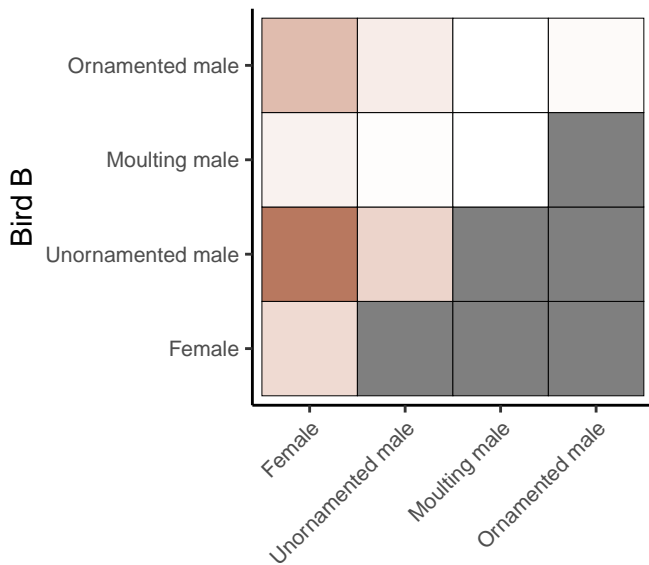 Ornamented male
Moulting male
Bird B
Unornamented male
Female
Female
Unornamented male
Moulting male
Ornamented male